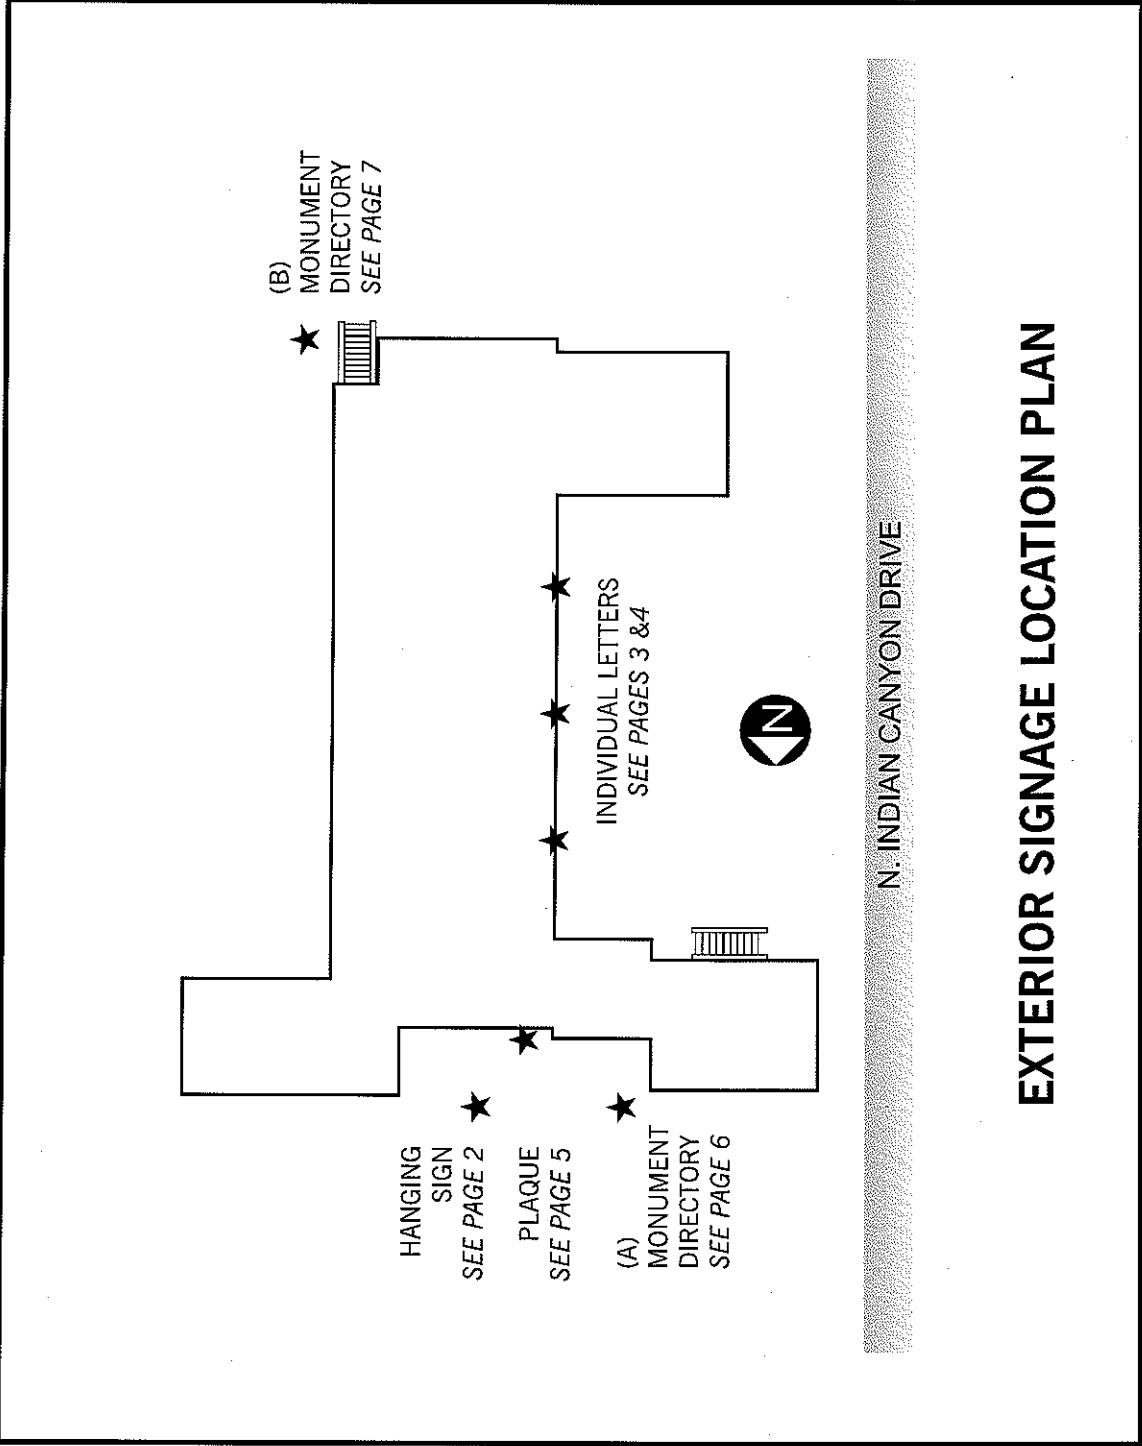 (B)
MONUMENT
DIRECTORY
SEE PAGE 7
HANGING
SIGN
SEE PAGE 2
PLAQUE
SEE PAGE 5
(A)
MONUMENT
DIRECTORY
SEE PAGE 6
INDIVIDUAL LETTERS
SEE PAGES 3 &4
N
N. INDIAN CANYON DRIVE
EXTERIOR SIGNAGE LOCATION PLAN